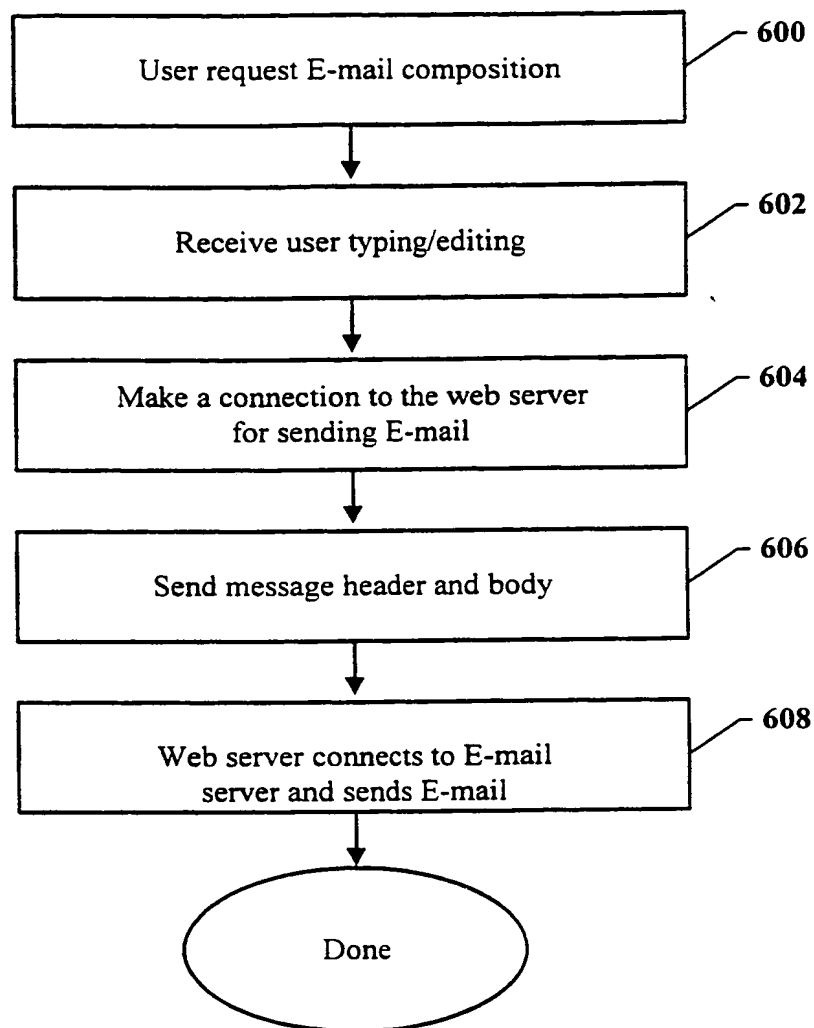 600
User request E-mail composition
602
Receive user typing/editing
604
Make a connection to the web server
for sending E-mail
606
Send message header and body
608
Web server connects to E-mail
server and sends E-mail
Done